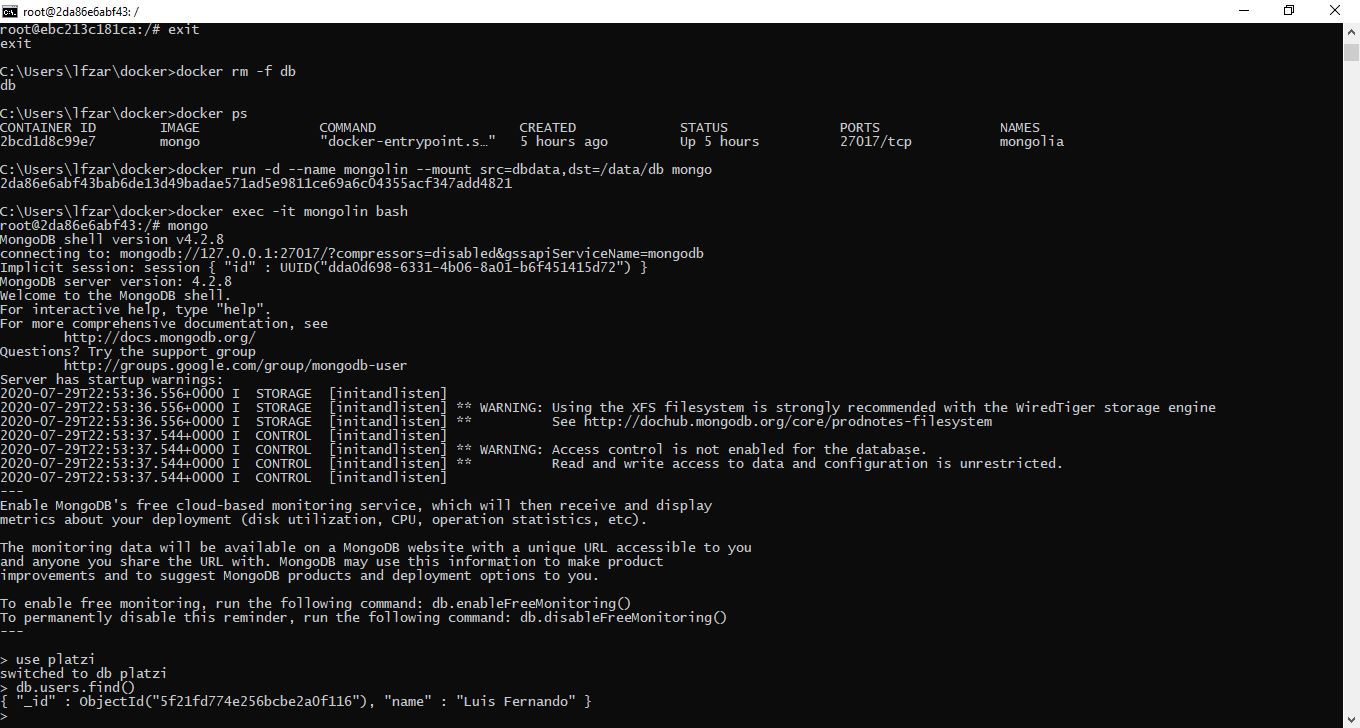 root@2da86e6abf43: /
root@ebc213c181ca:/# exit
exit
C:\Users\lfzar\docker>docker rm -f db
db
C:\Users\lfzar\docker>docker ps
CONTAINER ID        IMAGE               COMMAND                  CREATED             STATUS              PORTS               NAMES
2bcd1d8c99e7        mongo               "docker-entrypoint.s…"   5 hours ago         Up 5 hours          27017/tcp           mongolia
C:\Users\lfzar\docker>docker run -d --name mongolin --mount src=dbdata,dst=/data/db mongo
2da86e6abf43bab6de13d49badae571ad5e9811ce69a6c04355acf347add4821
C:\Users\lfzar\docker>docker exec -it mongolin bash
root@2da86e6abf43:/# mongo
MongoDB shell version v4.2.8
connecting to: mongodb://127.0.0.1:27017/?compressors=disabled&gssapiServiceName=mongodb
Implicit session: session { "id" : UUID("dda0d698-6331-4b06-8a01-b6f451415d72") }
MongoDB server version: 4.2.8
Welcome to the MongoDB shell.
For interactive help, type "help".
For more comprehensive documentation, see
        http://docs.mongodb.org/
Questions? Try the support group
        http://groups.google.com/group/mongodb-user
Server has startup warnings:
2020-07-29T22:53:36.556+0000 I  STORAGE  [initandlisten]
2020-07-29T22:53:36.556+0000 I  STORAGE  [initandlisten] ** WARNING: Using the XFS filesystem is strongly recommended with the WiredTiger storage engine
2020-07-29T22:53:36.556+0000 I  STORAGE  [initandlisten] **          See http://dochub.mongodb.org/core/prodnotes-filesystem
2020-07-29T22:53:37.544+0000 I  CONTROL  [initandlisten]
2020-07-29T22:53:37.544+0000 I  CONTROL  [initandlisten] ** WARNING: Access control is not enabled for the database.
2020-07-29T22:53:37.544+0000 I  CONTROL  [initandlisten] **          Read and write access to data and configuration is unrestricted.
2020-07-29T22:53:37.544+0000 I  CONTROL  [initandlisten]
---
Enable MongoDB's free cloud-based monitoring service, which will then receive and display
metrics about your deployment (disk utilization, CPU, operation statistics, etc).
The monitoring data will be available on a MongoDB website with a unique URL accessible to you
and anyone you share the URL with. MongoDB may use this information to make product
improvements and to suggest MongoDB products and deployment options to you.
To enable free monitoring, run the following command: db.enableFreeMonitoring()
To permanently disable this reminder, run the following command: db.disableFreeMonitoring()
---
> use platzi
switched to db platzi
> db.users.find()
{ "_id" : ObjectId("5f21fd774e256bcbe2a0f116"), "name" : "Luis Fernando" }
>